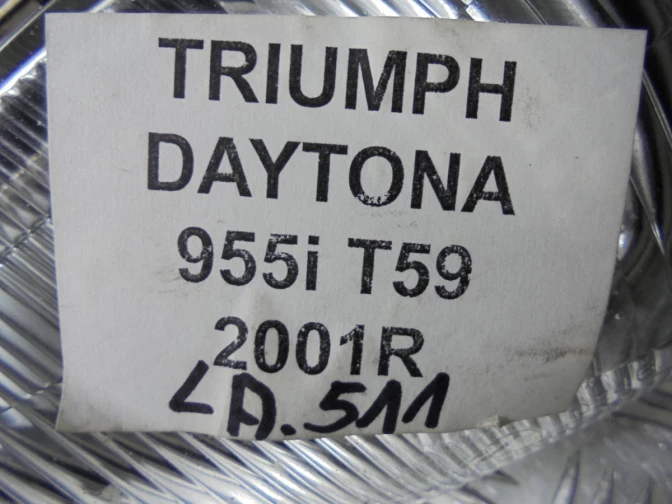 TRIUMPH
DAYTONA
955i T59
2001R
LA.511